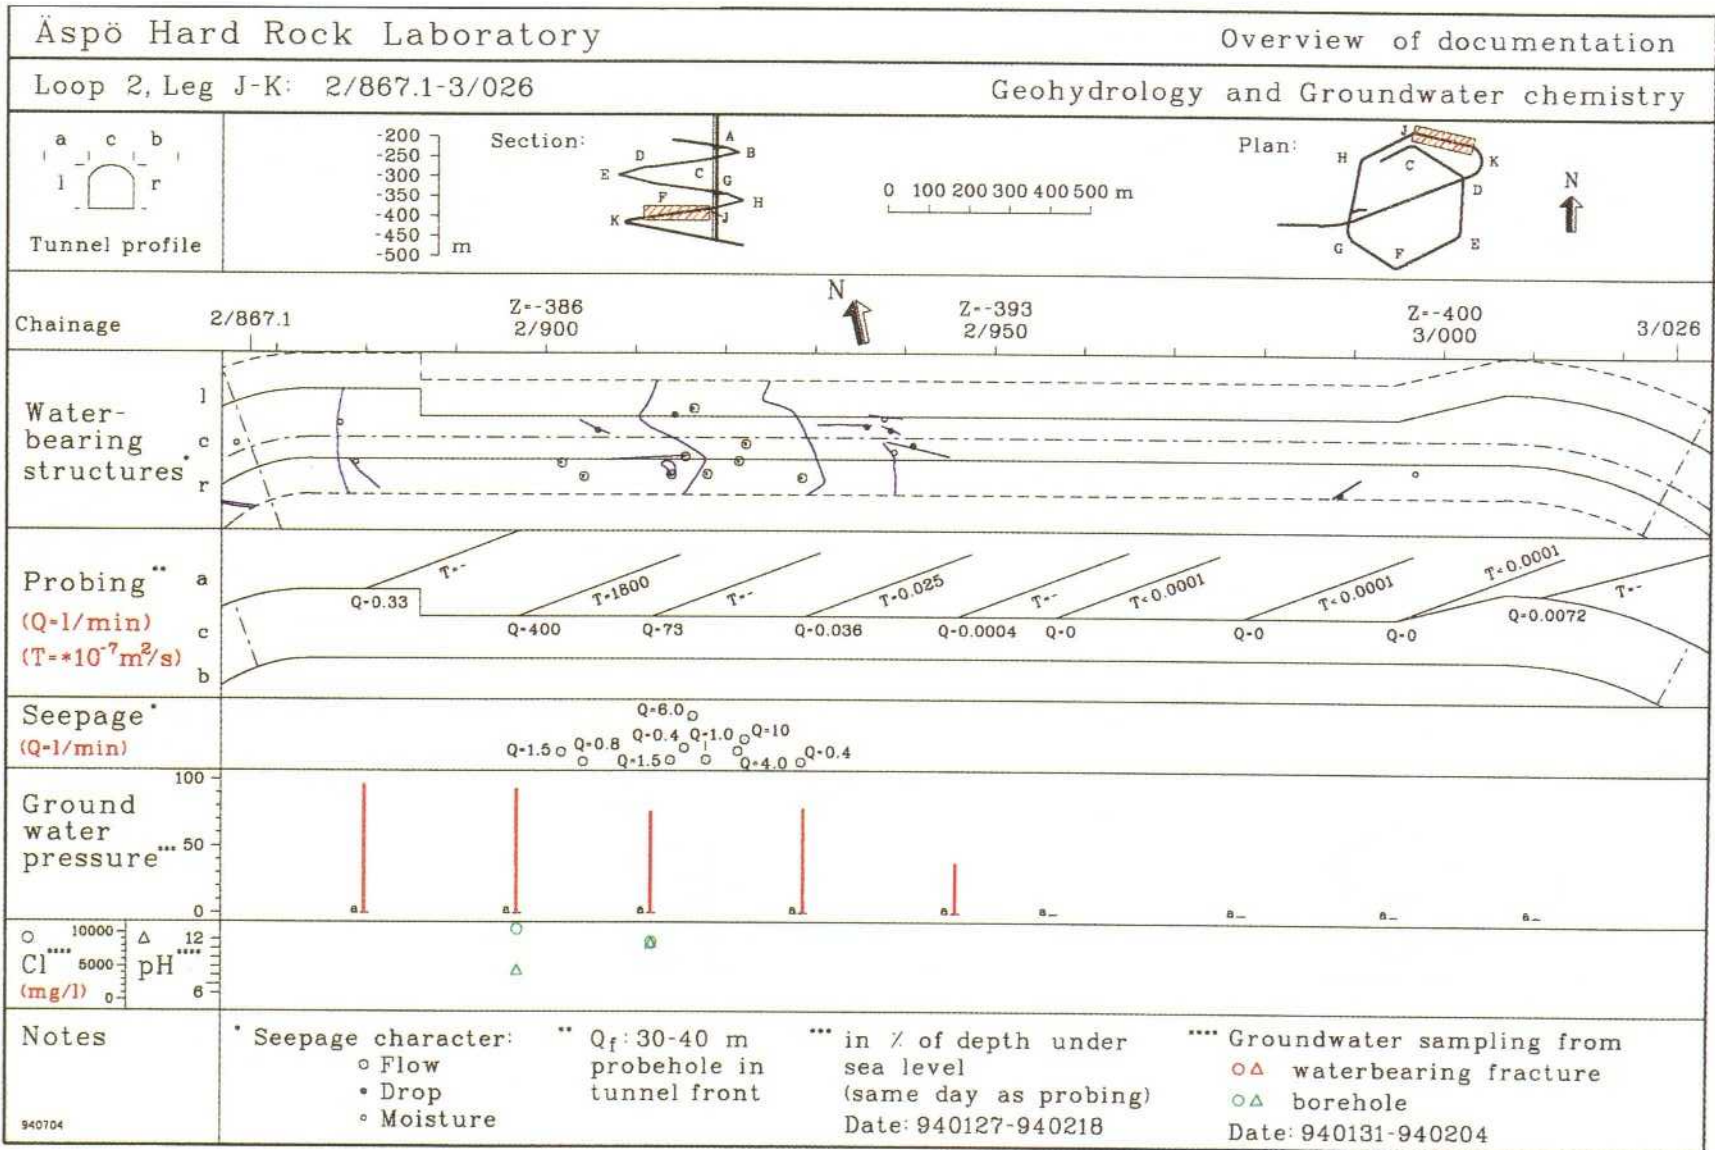 Äspö Hard Rock Laboratory
Overview of documentation
Loop 2, Leg J-K: 2/867.1-3/026
Geohydrology and Groundwater chemistry
a c b
l r
Tunnel profile
-200
-250
-300
-350
-400
-450
-500 m
Section:
A
B
D
C
E
G
F
H
J
K
0 100 200 300 400 500 m
Plan:
J
H
C
K
D
G
F
E
N
Chainage
2/867.1
Z=-386
2/900
N
Z=-393
2/950
Z=-400
3/000
3/026
Water-
bearing
structures*
l
c
r
Probing**
(Q=l/min)
(T=*10⁻⁷m²/s)
a
c
b
T=-
T=1800
T=-
T=0.025
T=-
T<0.0001
T<0.0001
T<0.0001
T=-
Q=0.33
Q=400
Q=73
Q=0.036
Q=0.0004
Q=0
Q=0
Q=0
Q=0.0072
Seepage*
(Q=l/min)
Q=6.0
Q=1.5
Q=0.8
Q=0.4
Q=1.0
Q=10
Q=1.5
Q=4.0
Q=0.4
Ground
water
pressure***
100
50
0
a a a a a a a a a
Cl****
(mg/l)
10000
5000
0
pH****
12
6
Notes
* Seepage character:
Flow
Drop
Moisture
** Qf: 30-40 m
probehole in
tunnel front
*** in % of depth under
sea level
(same day as probing)
Date: 940127-940218
**** Groundwater sampling from
waterbearing fracture
borehole
Date: 940131-940204
940704